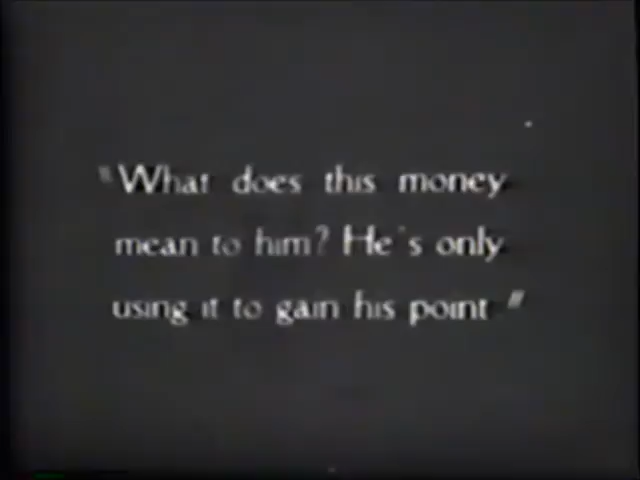 "What does this money
mean to him? He's only
using it to gain his point"